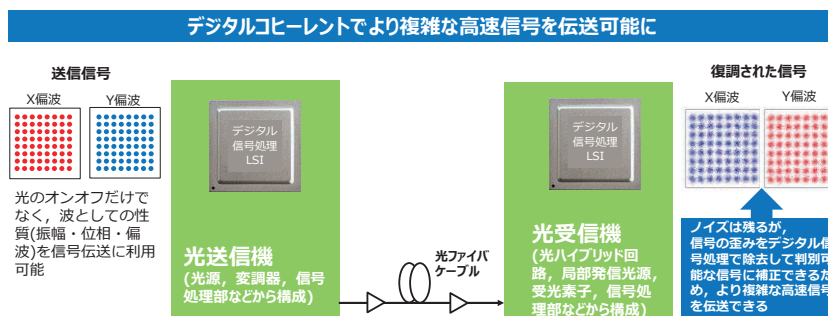 デジタルコヒーレントでより複雑な高速信号を伝送可能に
送信信号
X偏波
Y偏波
光のオンオフだけで
なく，波としての性
質(振幅・位相・偏
波)を信号伝送に利用
可能
デジタル
信号処理
LSI
光送信機
(光源，変調器，信号
処理部などから構成)
光ファイバ
ケーブル
デジタル
信号処理
LSI
光受信機
(光ハイブリッド回
路，局部発信光源，
受光素子，信号処
理部などから構成)
復調された信号
X偏波
Y偏波
ノイズは残るが，
信号の歪みをデジタル信
号処理で除去して判別可
能な信号に補正できるた
め，より複雑な高速信号
を伝送できる